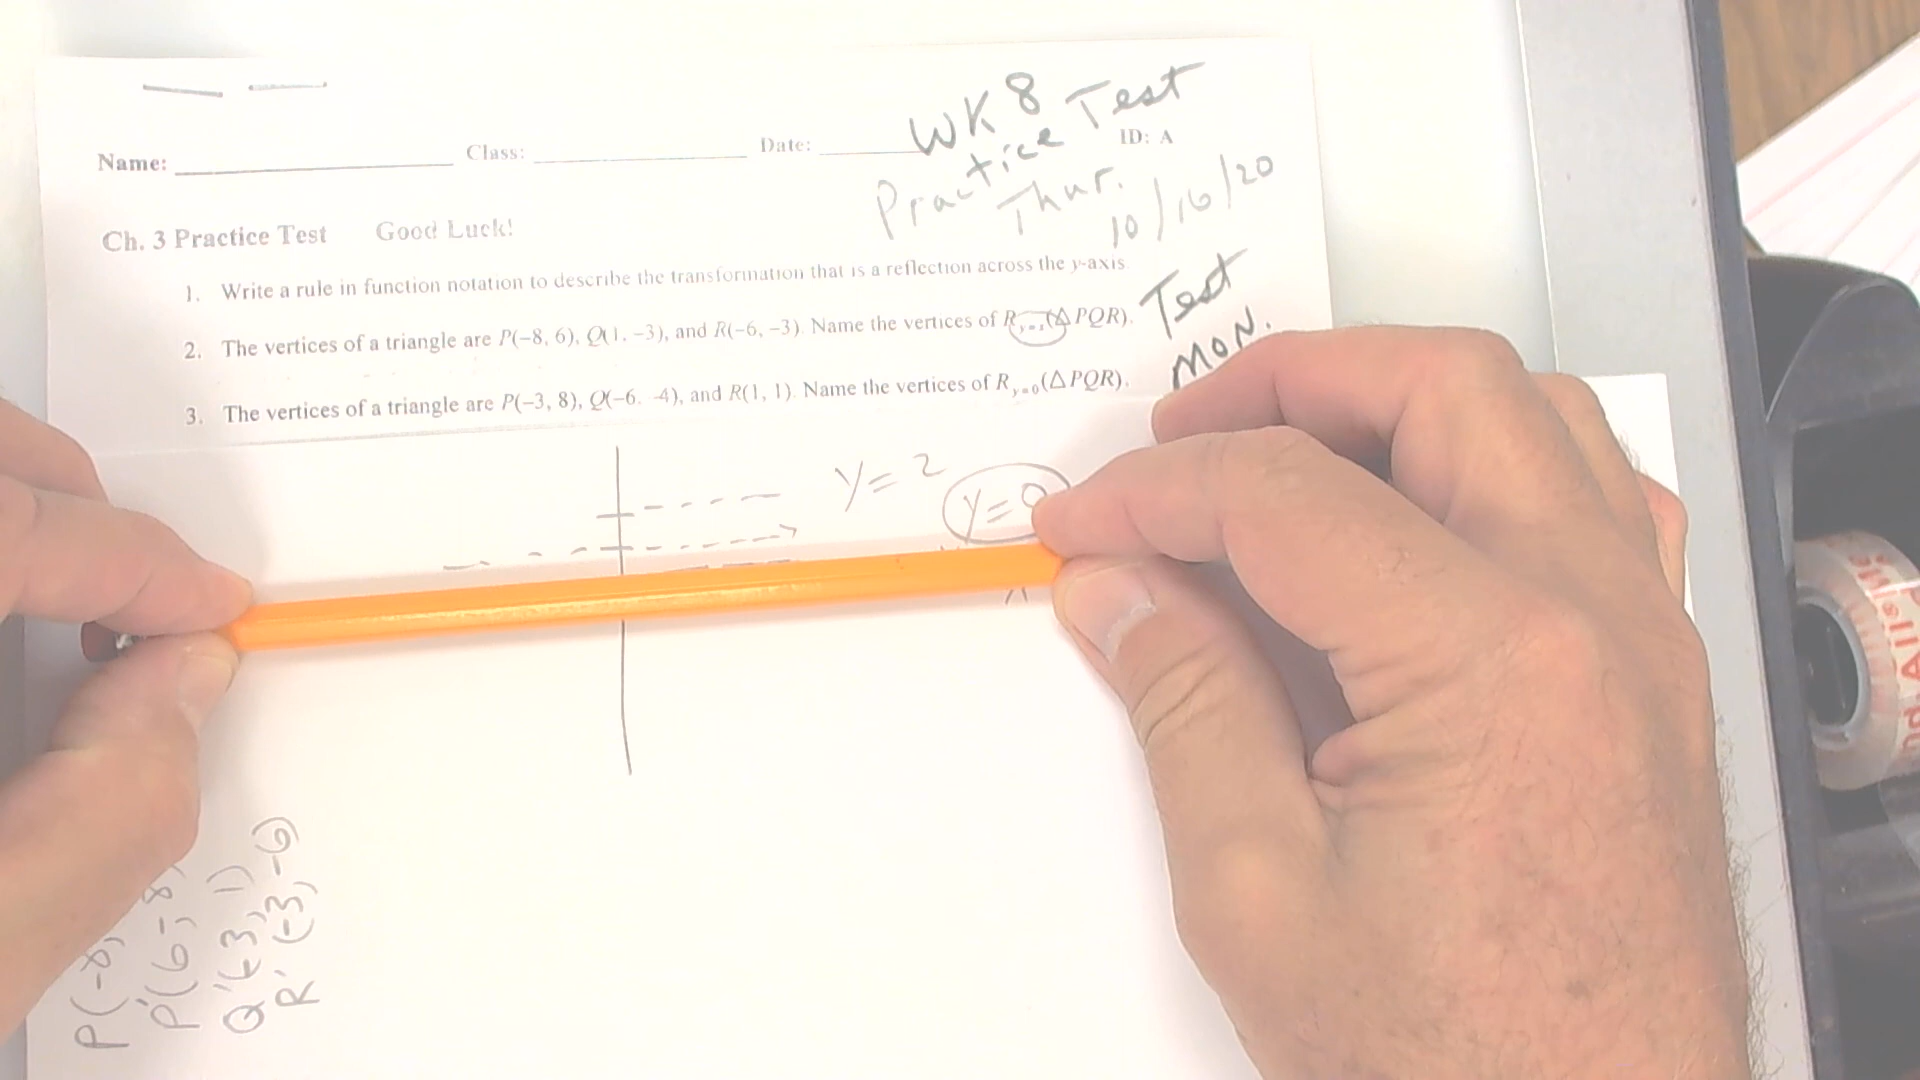 WK 8
Practice Test
Name: Class: Date: ID: A
Thur.
10/16/20
Ch. 3 Practice Test Good Luck!
1. Write a rule in function notation to describe the transformation that is a reflection across the y-axis.
Test
MON.
2. The vertices of a triangle are P(−8, 6), Q(1, −3), and R(−6, −3). Name the vertices of R y = x (△ PQR).
3. The vertices of a triangle are P(−3, 8), Q(−6, −4), and R(1, 1). Name the vertices of R y = 0 (△ PQR).
y = 2
y = 0
P(-8,
P'(6,-8
Q'(-3, 1)
R'(-3,-6)